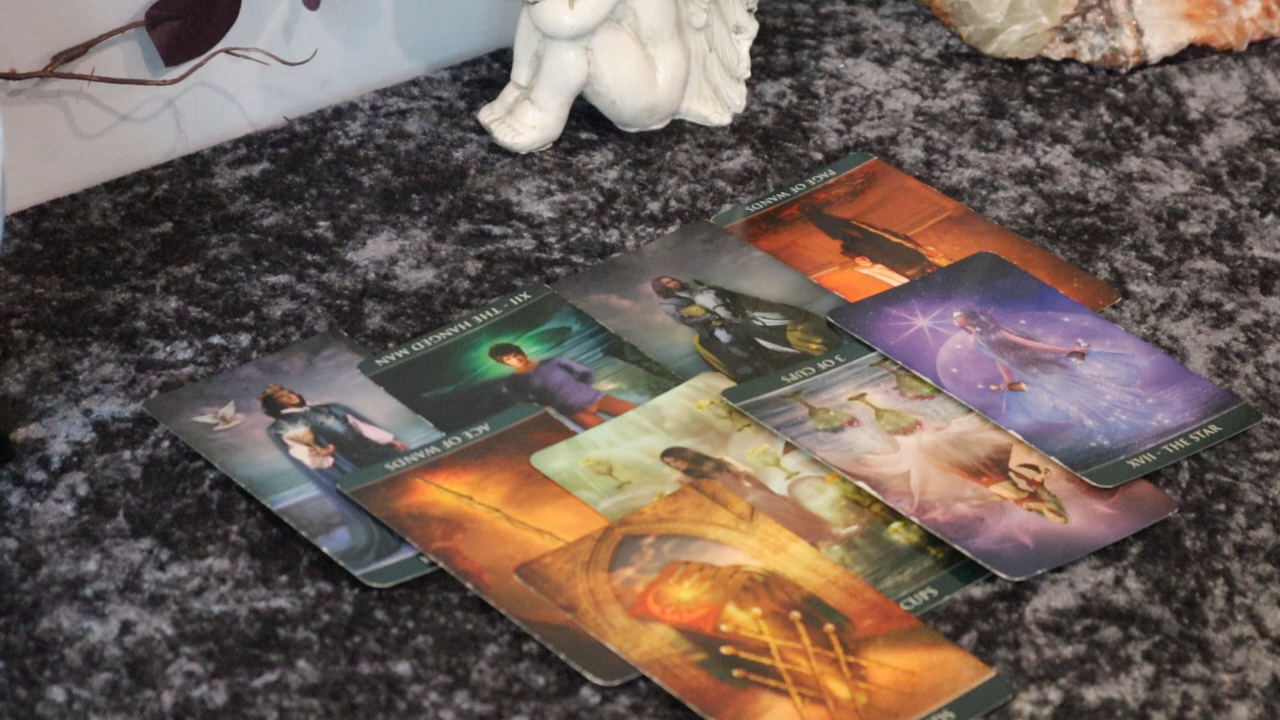 PAGE OF WANDS
XII - THE HANGED MAN
3 OF CUPS
ACE OF WANDS
XVII - THE STAR
CUPS